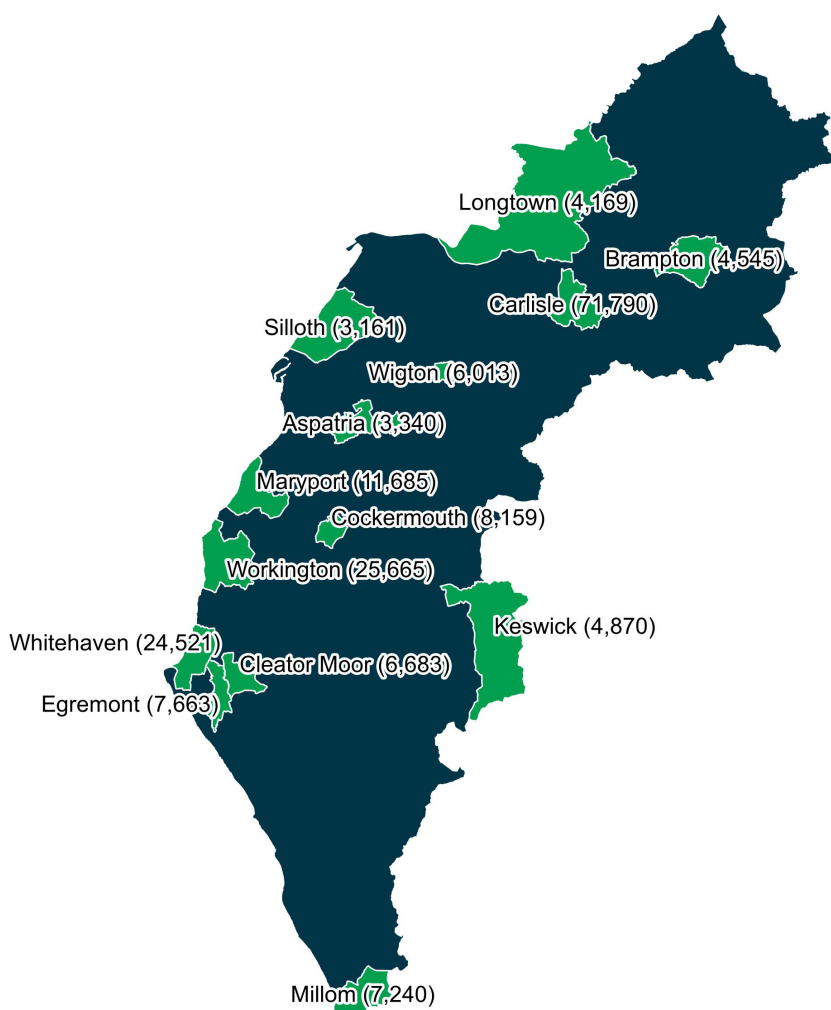 Longtown (4,169)
Brampton (4,545)
Carlisle (71,790)
Silloth (3,161)
Wigton (6,013)
Aspatria (3,340)
Maryport (11,685)
Cockermouth (8,159)
Workington (25,665)
Keswick (4,870)
Whitehaven (24,521)
Cleator Moor (6,683)
Egremont (7,663)
Millom (7,240)